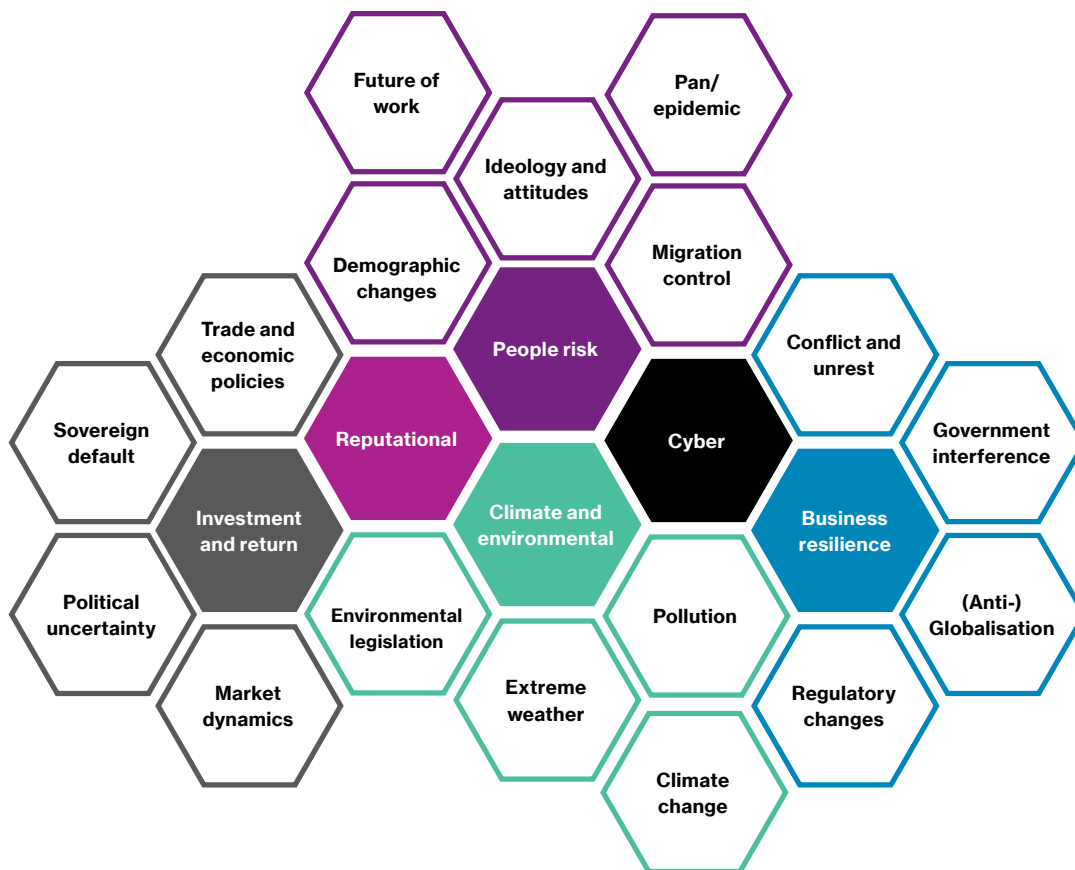 Future of
work
Pan/
epidemic
Ideology and
attitudes
Demographic
changes
Migration
control
Trade and
economic
policies
People risk
Conflict and
unrest
Sovereign
default
Reputational
Cyber
Government
interference
Investment
and return
Climate and
environmental
Business
resilience
Political
uncertainty
Environmental
legislation
Pollution
(Anti-)
Globalisation
Market
dynamics
Extreme
weather
Regulatory
changes
Climate
change